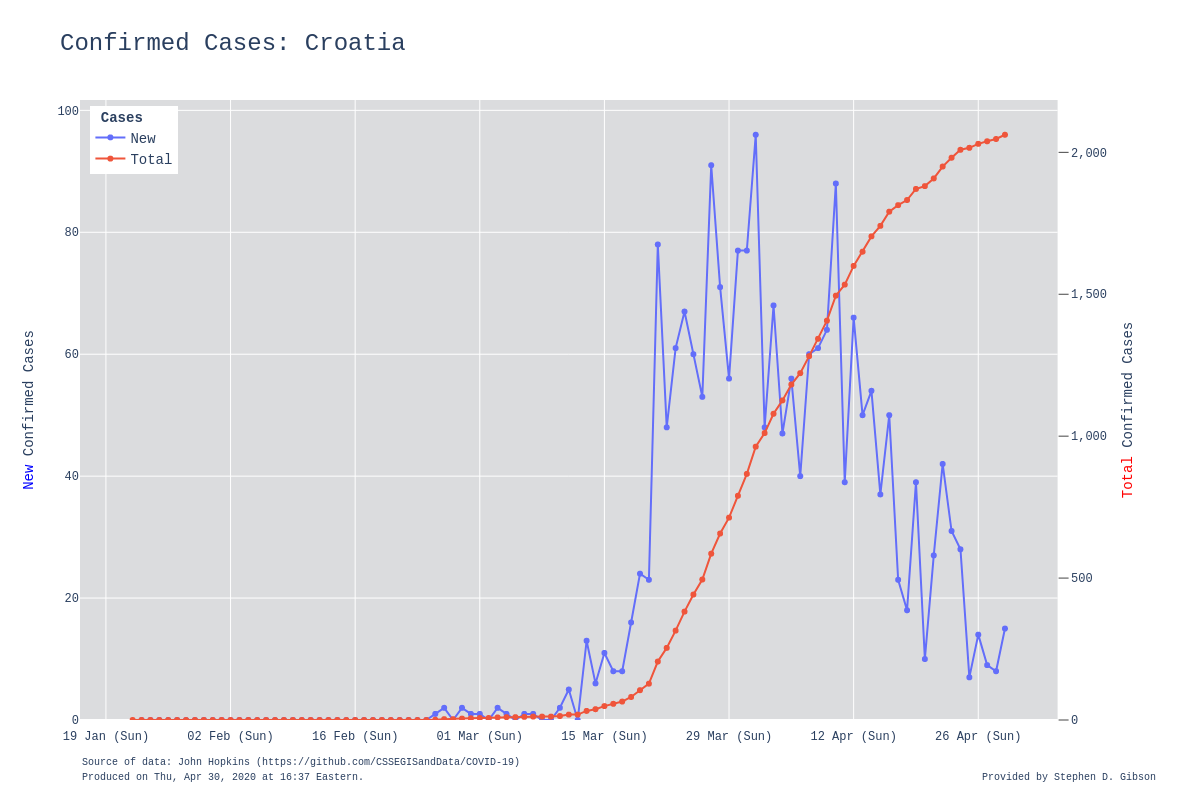 Confirmed Cases: Croatia
Cases
New
Total
100
80
60
40
20
0
2,000
1,500
1,000
500
0
New Confirmed Cases
Total Confirmed Cases
19 Jan (Sun) 02 Feb (Sun) 16 Feb (Sun) 01 Mar (Sun) 15 Mar (Sun) 29 Mar (Sun) 12 Apr (Sun) 26 Apr (Sun)
Source of data: John Hopkins (https://github.com/CSSEGISandData/COVID-19)
Produced on Thu, Apr 30, 2020 at 16:37 Eastern.
Provided by Stephen D. Gibson